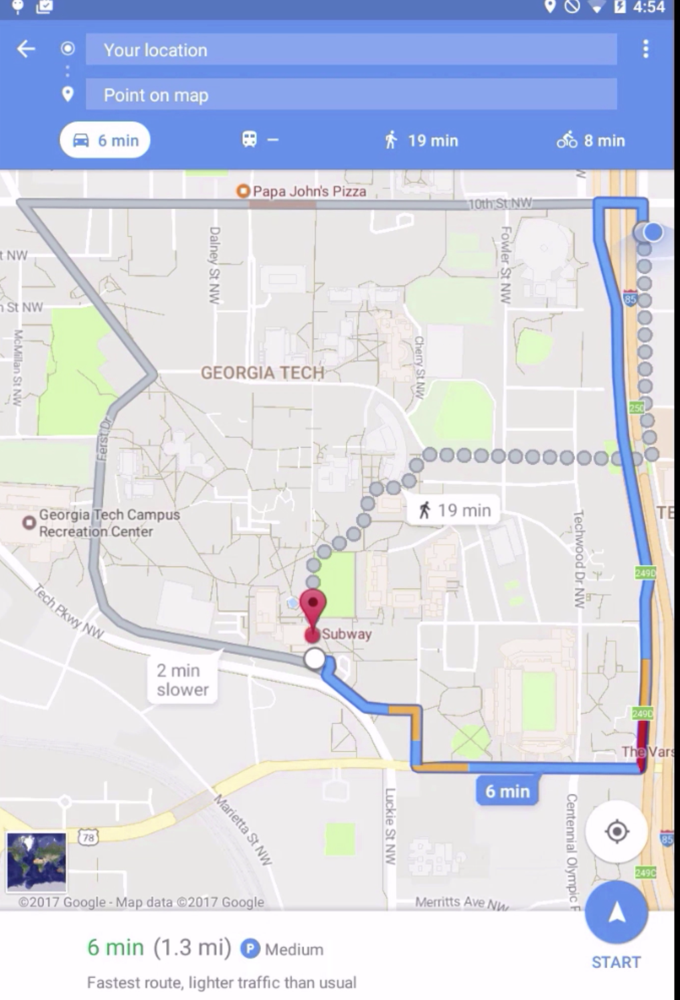 4:54
Your location
Point on map
6 min
19 min
8 min
W
Papa John's Pizza
10th St NW
Dalney St NW
Fowler St NW
t NW
85
n St NW
McMillan St NW
Cherry St NW
GEORGIA TECH
250
Ferst Dr
19 min
TE
Georgia Tech Campus
Recreation Center
Techwood Dr NW
249D
Tech Pkwy NW
Subway
2 min
slower
249D
The Vars
6 min
Marietta St NW
Luckie St NW
Centennial Olympic P
78
85
249C
©2017 Google - Map data ©2017 Google
Merritts Ave NW
6 min (1.3 mi) P Medium
START
Fastest route, lighter traffic than usual